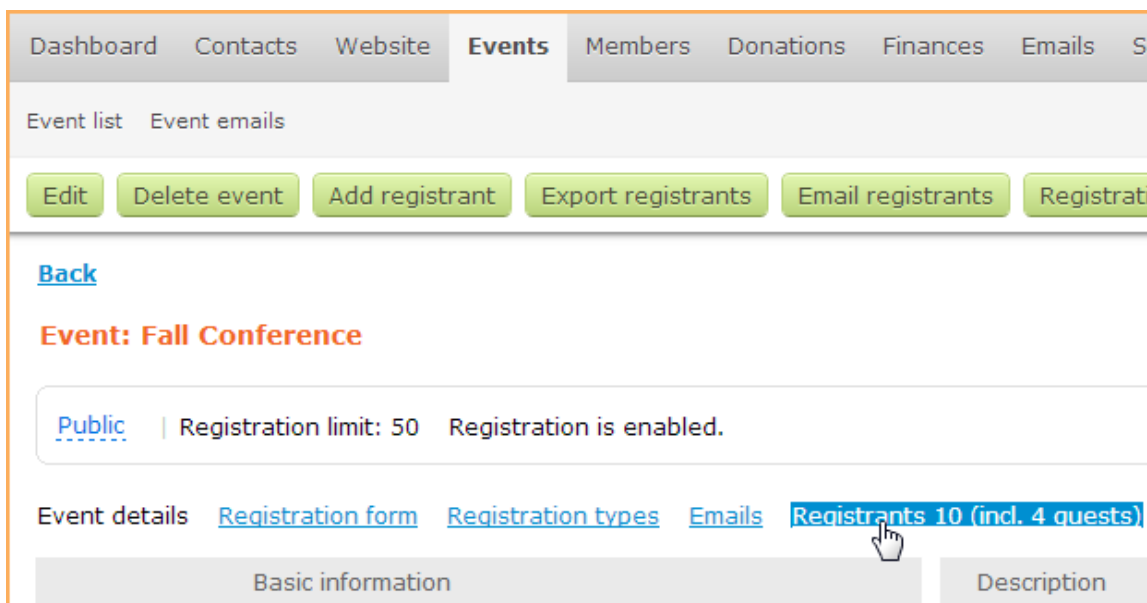 Dashboard Contacts Website Events Members Donations Finances Emails S
Event list Event emails
Edit Delete event Add registrant Export registrants Email registrants Registrati
Back
Event: Fall Conference
Public | Registration limit: 50 Registration is enabled.
Event details Registration form Registration types Emails Registrants 10 (incl. 4 guests)
Basic information Description